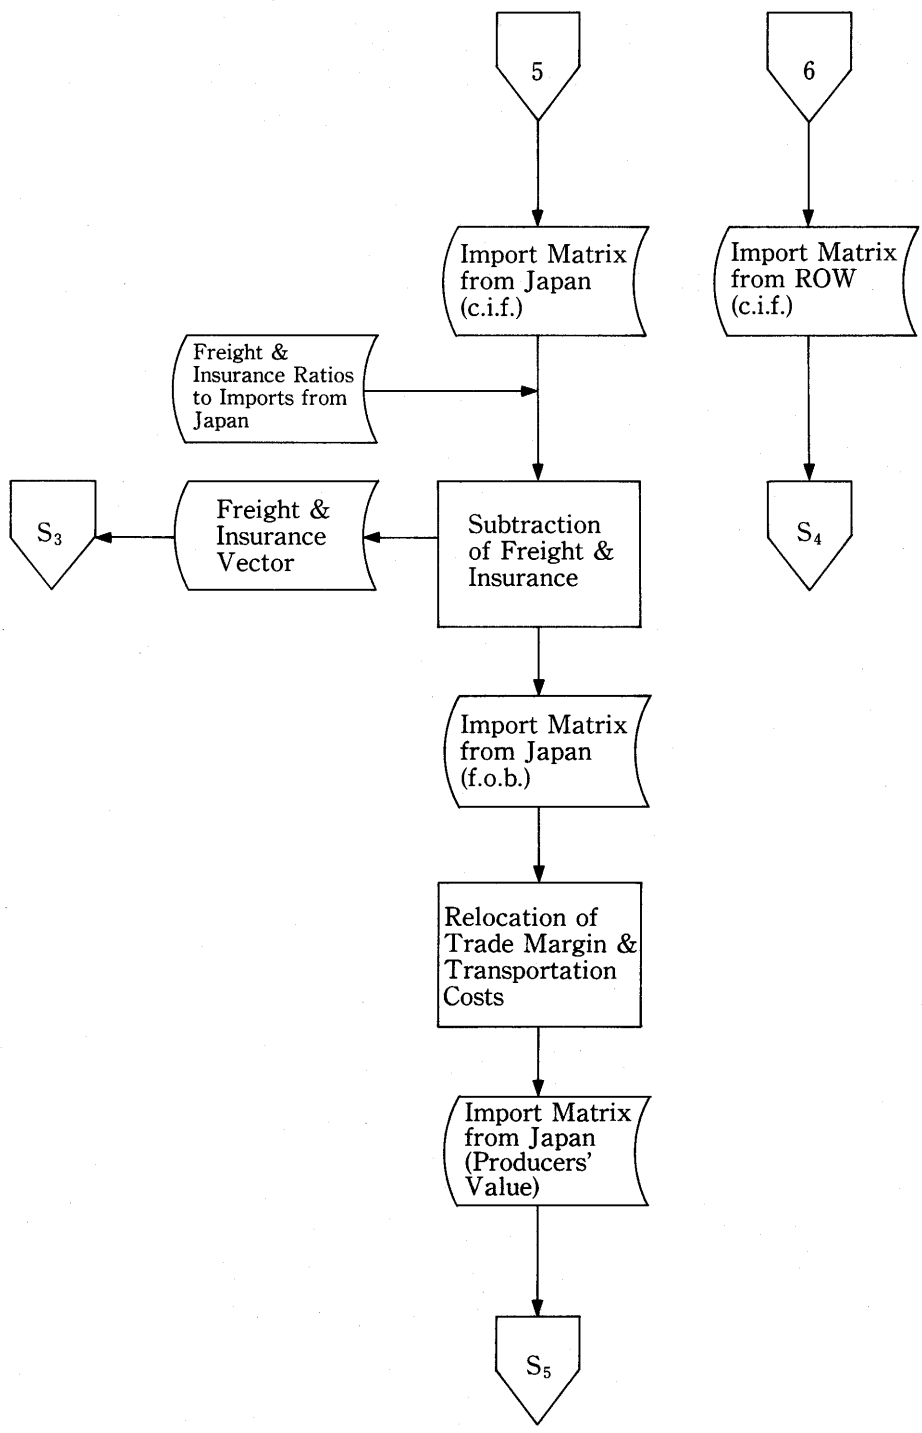 5
6
Import Matrix
from Japan
(c.i.f.)
Import Matrix
from ROW
(c.i.f.)
Freight &
Insurance Ratios
to Imports from
Japan
S₃
Freight &
Insurance
Vector
Subtraction
of Freight &
Insurance
S₄
Import Matrix
from Japan
(f.o.b.)
Relocation of
Trade Margin &
Transportation
Costs
Import Matrix
from Japan
(Producers'
Value)
S₅